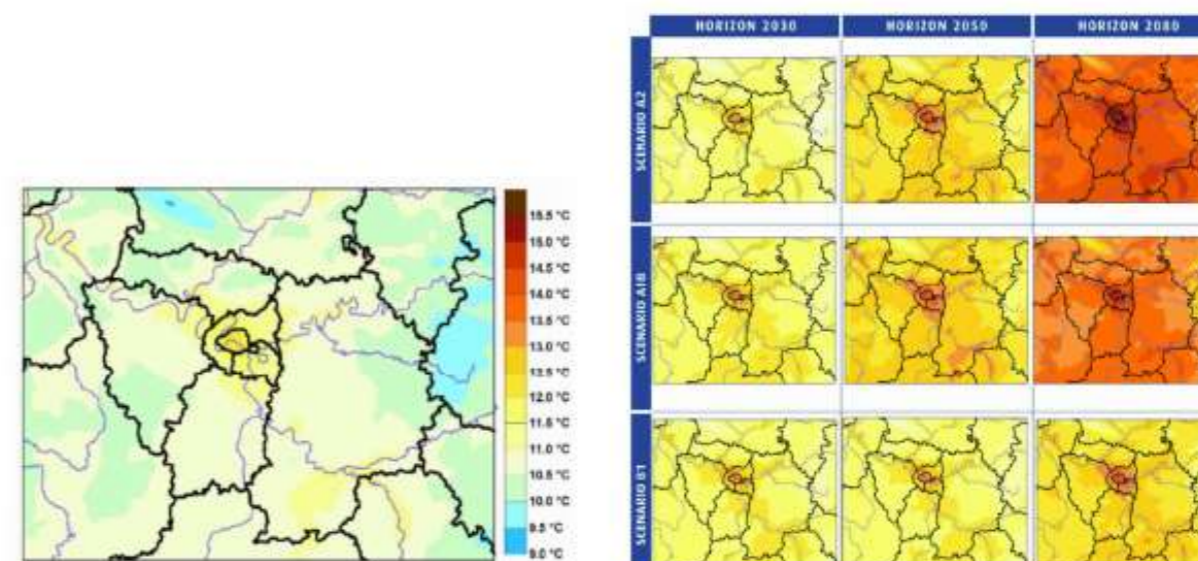 HORIZON 2030
HORIZON 2050
HORIZON 2080
SCENARIO A2
SCENARIO A1B
SCENARIO B1
15.5 °C
15.0 °C
14.5 °C
14.0 °C
13.5 °C
13.0 °C
12.5 °C
12.0 °C
11.5 °C
11.0 °C
10.5 °C
10.0 °C
9.5 °C
9.0 °C